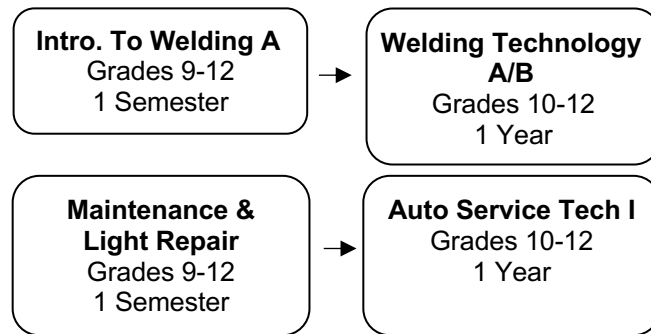 Intro. To Welding A
Grades 9-12
1 Semester
Welding Technology
A/B
Grades 10-12
1 Year
Maintenance &
Light Repair
Grades 9-12
1 Semester
Auto Service Tech I
Grades 10-12
1 Year